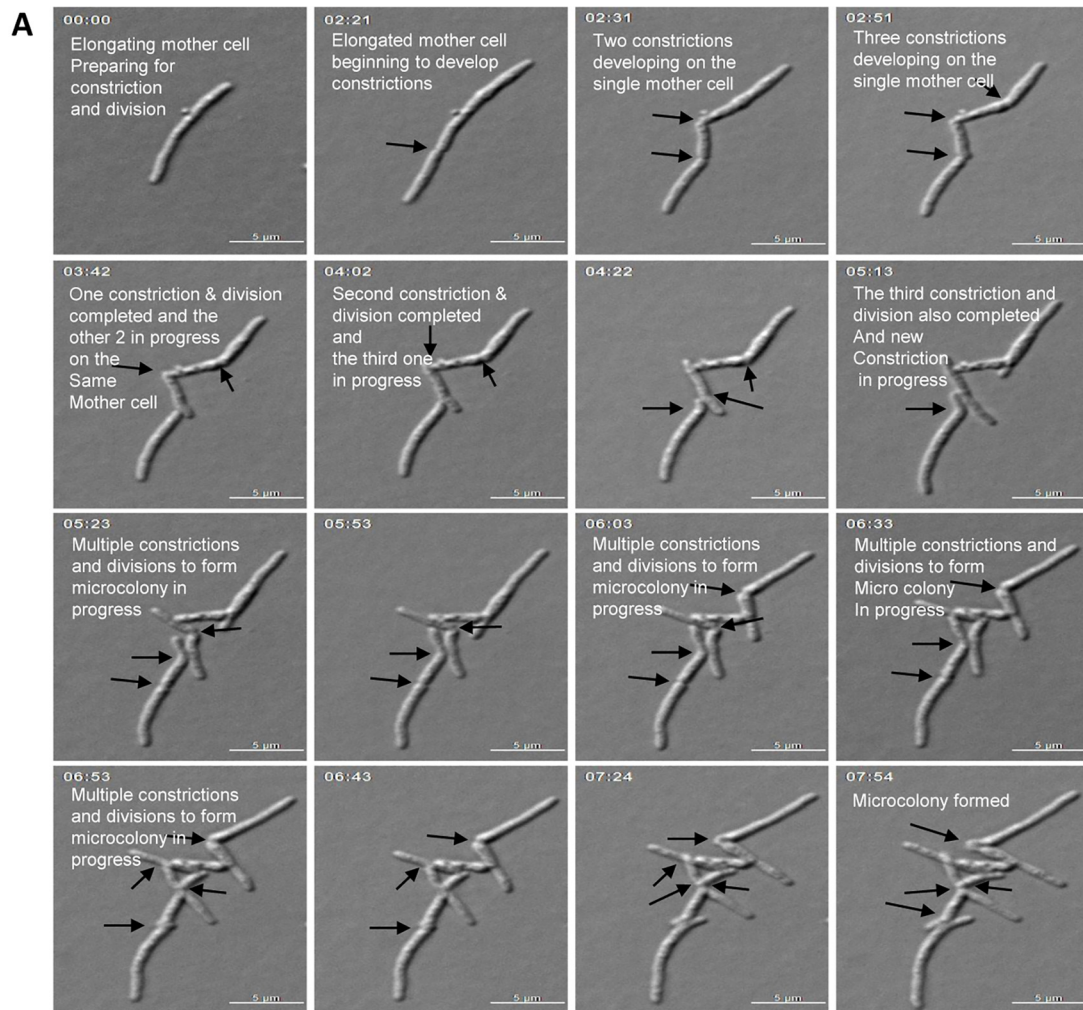 A
00:00
Elongating mother cell
Preparing for
constriction
and division
5 µm
02:21
Elongated mother cell
beginning to develop
constrictions
5 µm
02:31
Two constrictions
developing on the
single mother cell
5 µm
02:51
Three constrictions
developing on the
single mother cell
5 µm
03:42
One constriction & division
completed and the
other 2 in progress
on the
Same
Mother cell
5 µm
04:02
Second constriction &
division completed
and
the third one
in progress
5 µm
04:22
5 µm
05:13
The third constriction and
division also completed
And new
Constriction
in progress
5 µm
05:23
Multiple constrictions
and divisions to form
microcolony in
progress
5 µm
05:53
5 µm
06:03
Multiple constrictions
and divisions to form
microcolony in
progress
5 µm
06:33
Multiple constrictions and
divisions to form
Micro colony
In progress
5 µm
06:53
Multiple constrictions
and divisions to form
microcolony in
progress
5 µm
06:43
5 µm
07:24
5 µm
07:54
Microcolony formed
5 µm